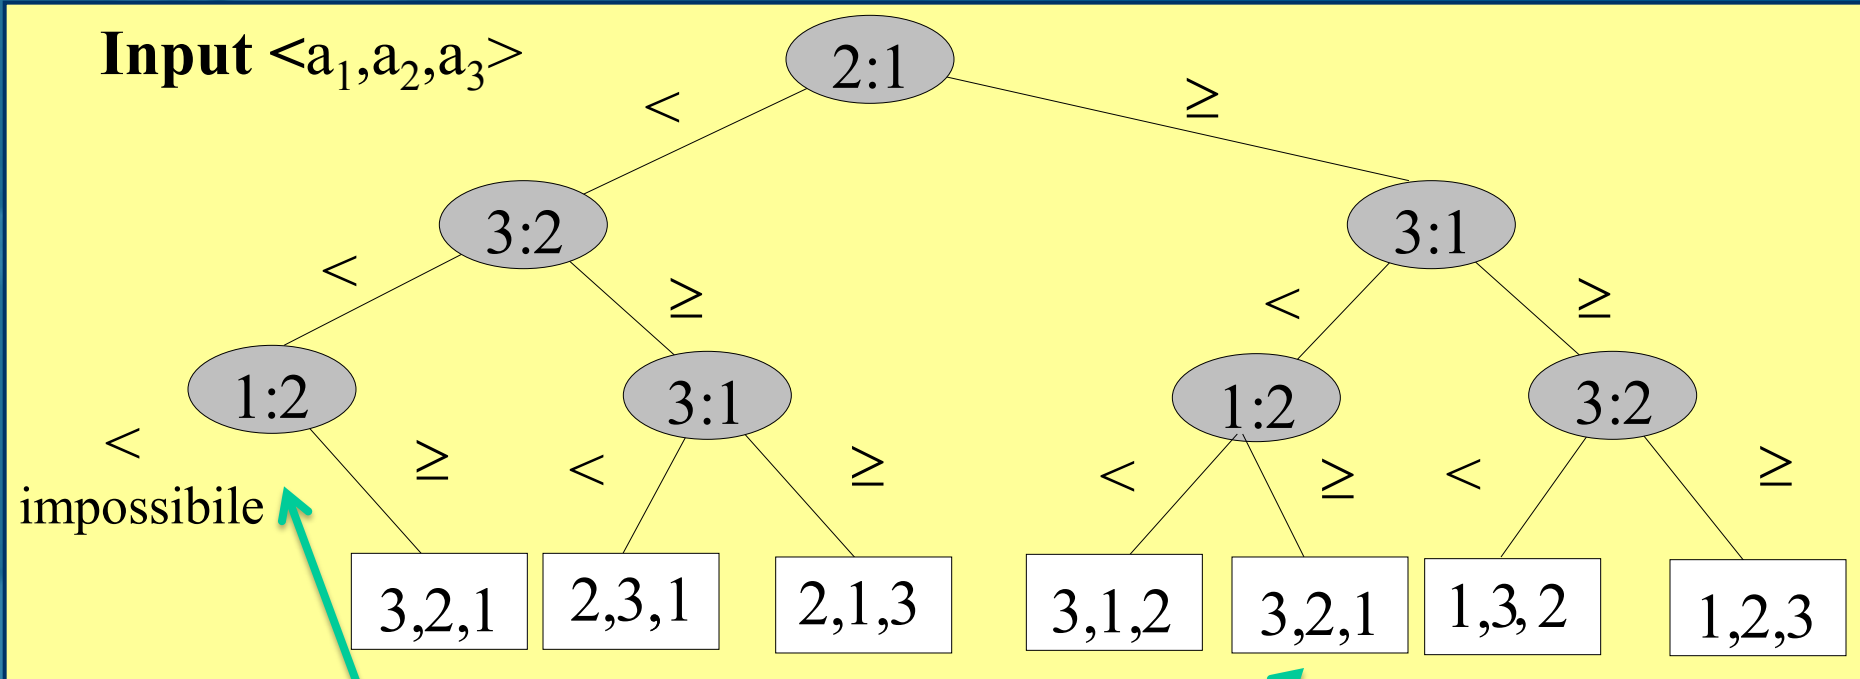 Input <a1,a2,a3>
2:1
< ≥
3:2 3:1
< ≥ < ≥
1:2 3:1 1:2 3:2
< ≥ < ≥ < ≥ < ≥
impossibile
3,2,1 2,3,1 2,1,3 3,1,2 3,2,1 1,3,2 1,2,3